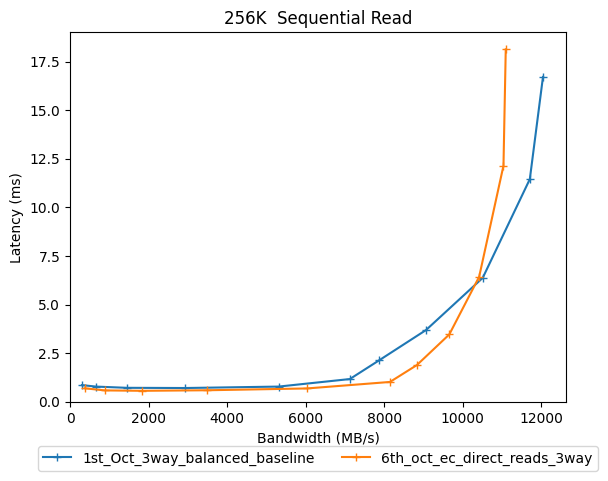 256K  Sequential Read
Latency (ms)
17.5
15.0
12.5
10.0
7.5
5.0
2.5
0.0
0 2000 4000 6000 8000 10000 12000
Bandwidth (MB/s)
1st_Oct_3way_balanced_baseline 6th_oct_ec_direct_reads_3way